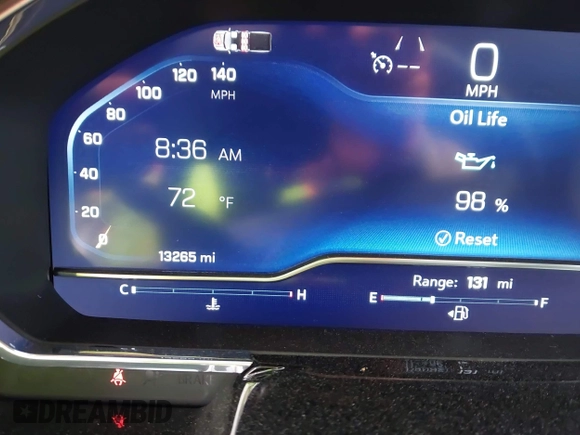 0
MPH
120
140
100
MPH
80
60
40
20
0
Oil Life
8:36 AM
72 °F
98 %
Reset
13265 mi
Range: 131 mi
C H
E F
DREAMBID